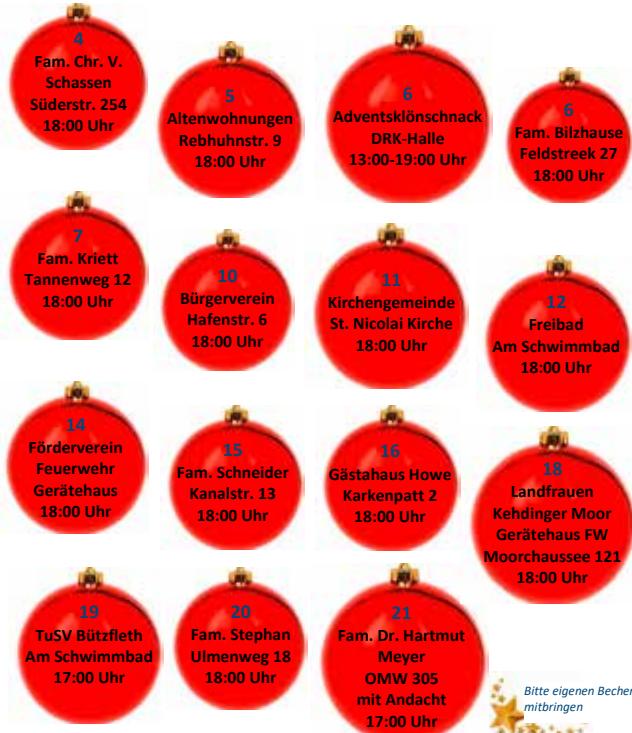 4
Fam. Chr. V.
Schassen
Süderstr. 254
18:00 Uhr
5
Altenwohnungen
Rebhuhnstr. 9
18:00 Uhr
6
Adventsklönschnack
DRK-Halle
13:00-19:00 Uhr
6
Fam. Bilzhause
Feldstreek 27
18:00 Uhr
7
Fam. Kriett
Tannenweg 12
18:00 Uhr
10
Bürgerverein
Hafenstr. 6
18:00 Uhr
11
Kirchengemeinde
St. Nicolai Kirche
18:00 Uhr
12
Freibad
Am Schwimmbad
18:00 Uhr
14
Förderverein
Feuerwehr
Gerätehaus
18:00 Uhr
15
Fam. Schneider
Kanalstr. 13
18:00 Uhr
16
Gästahaus Howe
Karkenpatt 2
18:00 Uhr
18
Landfrauen
Kehdinger Moor
Gerätehaus FW
Moorchaussee 121
18:00 Uhr
19
TuSV Bützfleth
Am Schwimmbad
17:00 Uhr
20
Fam. Stephan
Ulmenweg 18
18:00 Uhr
21
Fam. Dr. Hartmut
Meyer
OMW 305
mit Andacht
17:00 Uhr
Bitte eigenen Becher
mitbringen